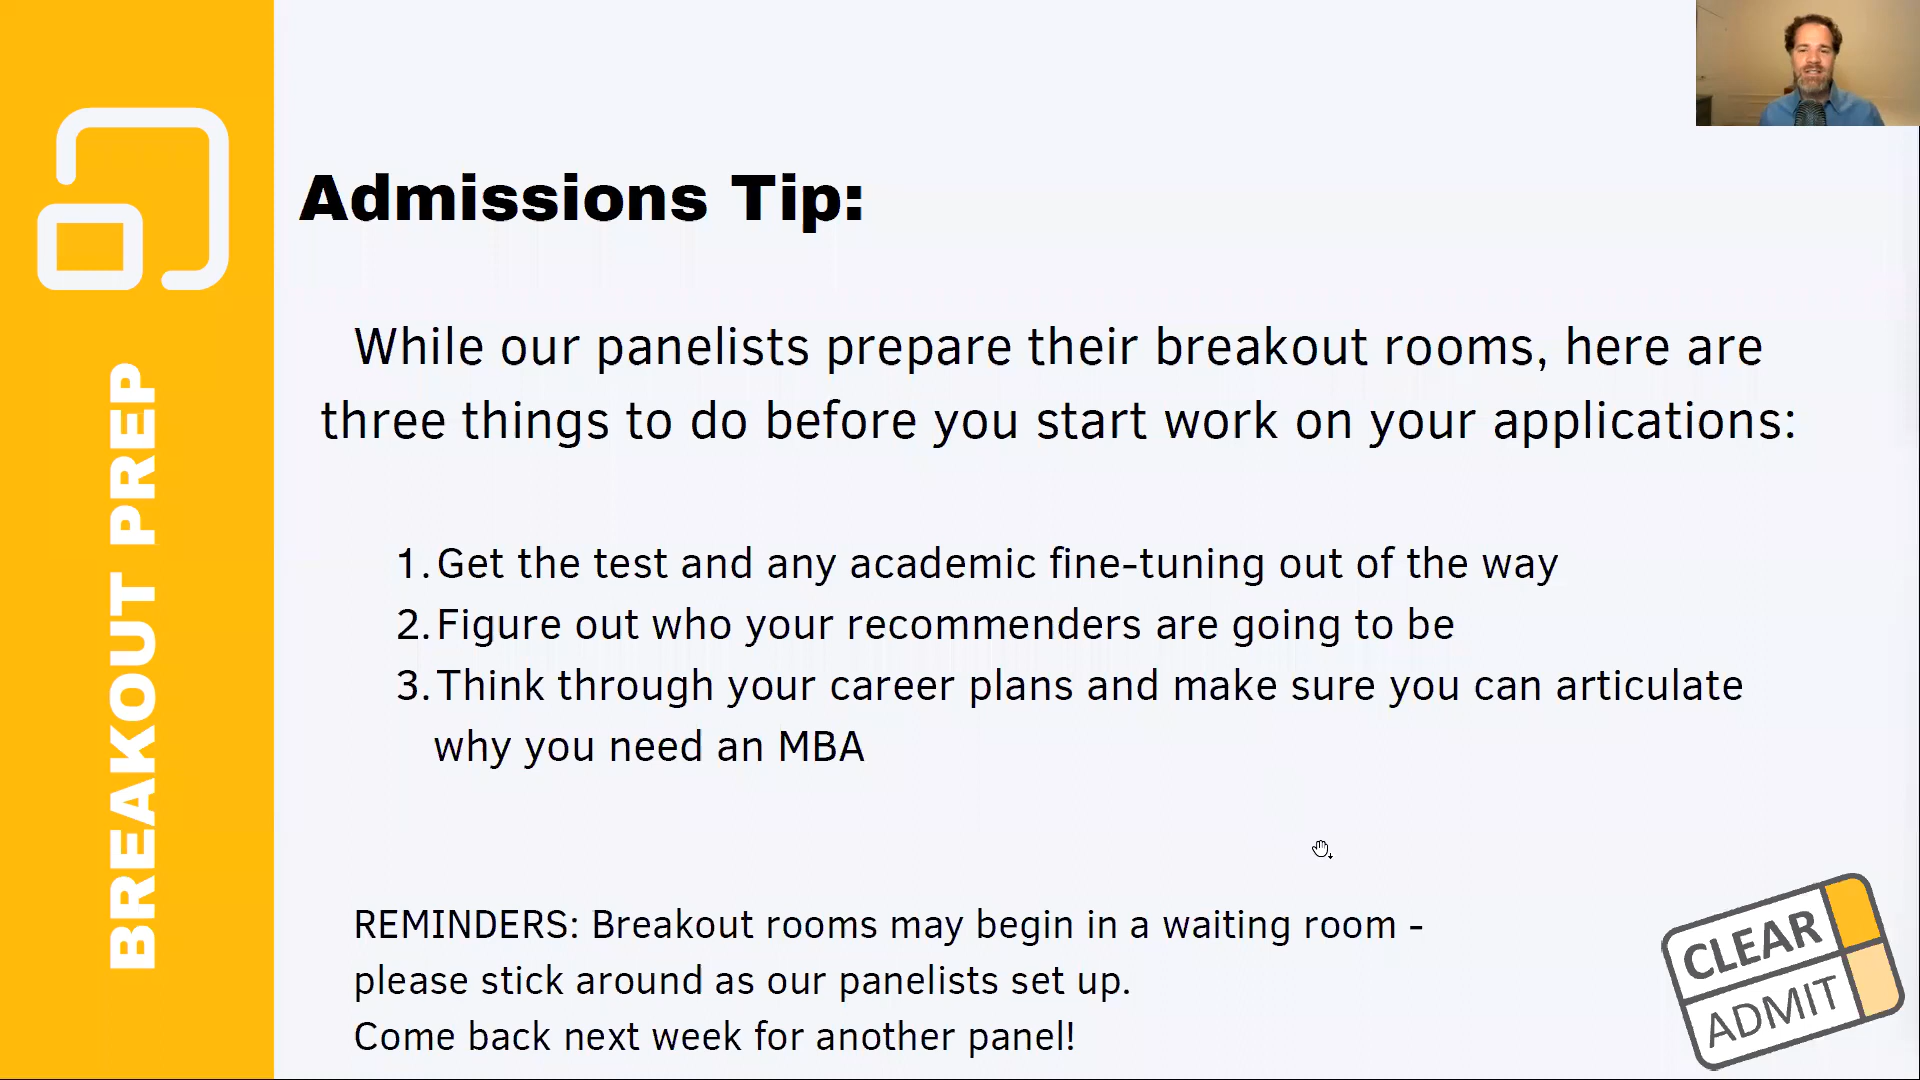 BREAKOUT PREP
Admissions Tip:
While our panelists prepare their breakout rooms, here are
three things to do before you start work on your applications:
1. Get the test and any academic fine-tuning out of the way
2. Figure out who your recommenders are going to be
3. Think through your career plans and make sure you can articulate
why you need an MBA
REMINDERS: Breakout rooms may begin in a waiting room -
please stick around as our panelists set up.
Come back next week for another panel!
CLEAR
ADMIT